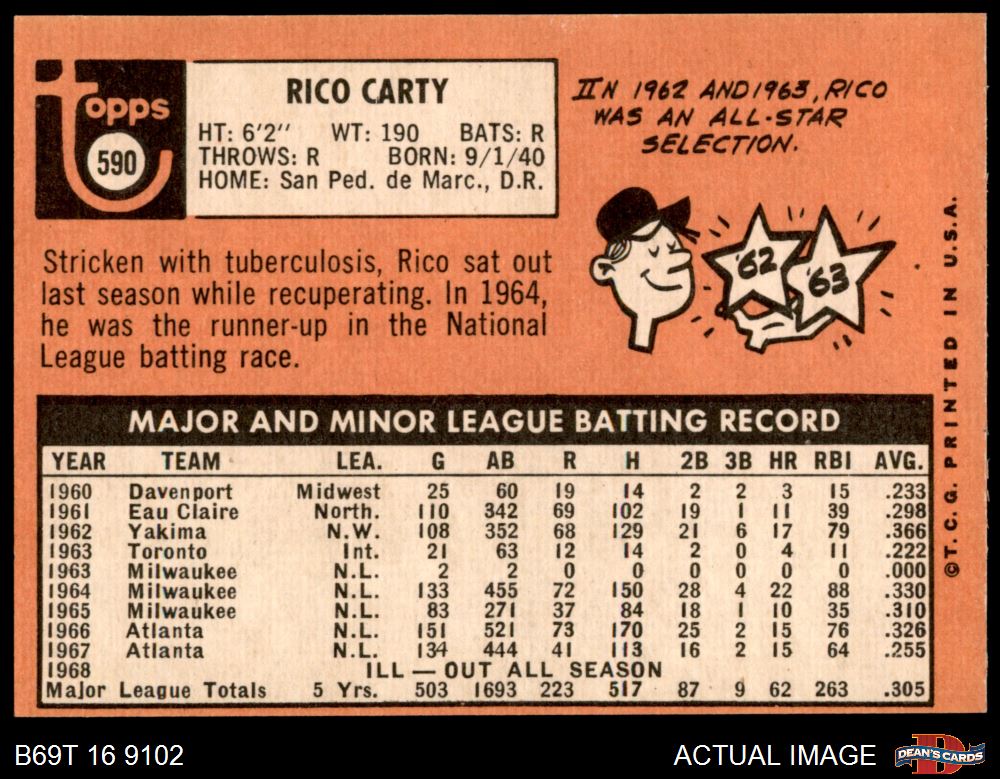 Topps
590
RICO CARTY
HT: 6'2" WT: 190 BATS: R
THROWS: R BORN: 9/1/40
HOME: San Ped. de Marc., D.R.
IN 1962 AND 1963, RICO
WAS AN ALL-STAR
SELECTION.
'62 '63
Stricken with tuberculosis, Rico sat out
last season while recuperating. In 1964,
he was the runner-up in the National
League batting race.
MAJOR AND MINOR LEAGUE BATTING RECORD
YEAR TEAM LEA. G AB R H 2B 3B HR RBI AVG.
1960 Davenport Midwest 25 60 19 14 2 2 3 15 .233
1961 Eau Claire North. 110 342 69 102 19 1 11 39 .298
1962 Yakima N.W. 108 352 68 129 21 6 17 79 .366
1963 Toronto Int. 21 63 12 14 2 0 4 11 .222
1963 Milwaukee N.L. 2 2 0 0 0 0 0 0 .000
1964 Milwaukee N.L. 133 455 72 150 28 4 22 88 .330
1965 Milwaukee N.L. 83 271 37 84 18 1 10 35 .310
1966 Atlanta N.L. 151 521 73 170 25 2 15 76 .326
1967 Atlanta N.L. 134 444 41 113 16 2 15 64 .255
1968 ILL — OUT ALL SEASON
Major League Totals 5 Yrs. 503 1693 223 517 87 9 62 263 .305
©T.C.G. PRINTED IN U.S.A.
B69T 16 9102
ACTUAL IMAGE
DEAN'S CARDS